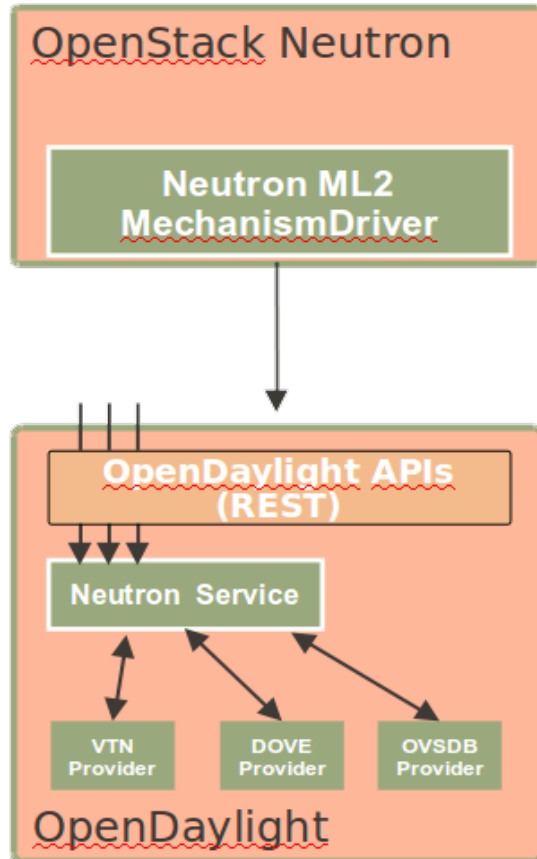 OpenStack Neutron
Neutron ML2
MechanismDriver
OpenDaylight APIs
(REST)
Neutron Service
VTN
Provider
DOVE
Provider
OVSDB
Provider
OpenDaylight